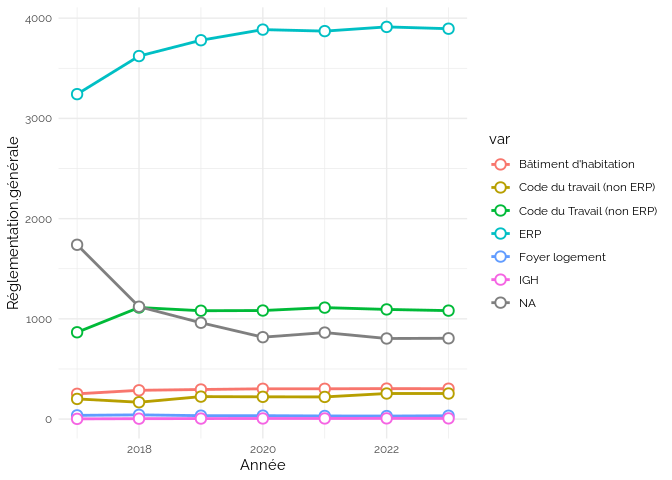 4000
3000
2000
1000
0
2018
2020
2022
Année
Réglementation.générale
var
Bâtiment d'habitation
Code du travail (non ERP)
Code du Travail (non ERP)
ERP
Foyer logement
IGH
NA